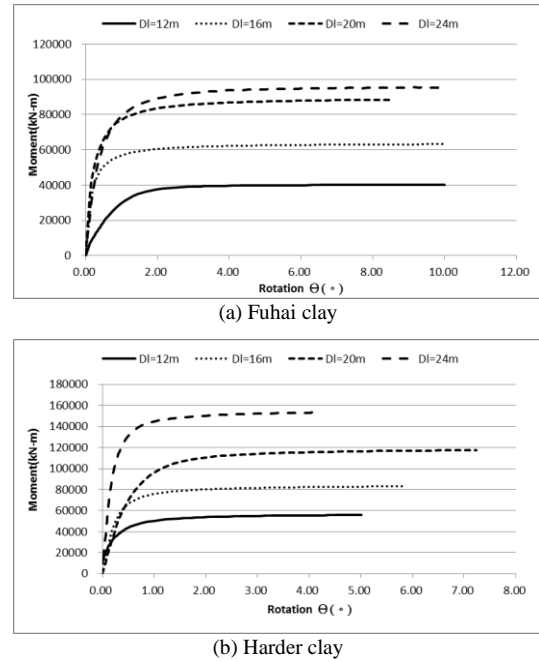 Dl=12m Dl=16m Dl=20m Dl=24m
120000
100000
80000
60000
40000
20000
0
Moment(kN-m)
0.00 2.00 4.00 6.00 8.00 10.00 12.00
Rotation Θ(°)
(a) Fuhai clay
Dl=12m Dl=16m Dl=20m Dl=24m
180000
160000
140000
120000
100000
80000
60000
40000
20000
0
Moment(kN-m)
0.00 1.00 2.00 3.00 4.00 5.00 6.00 7.00 8.00
Rotation Θ(°)
(b) Harder clay